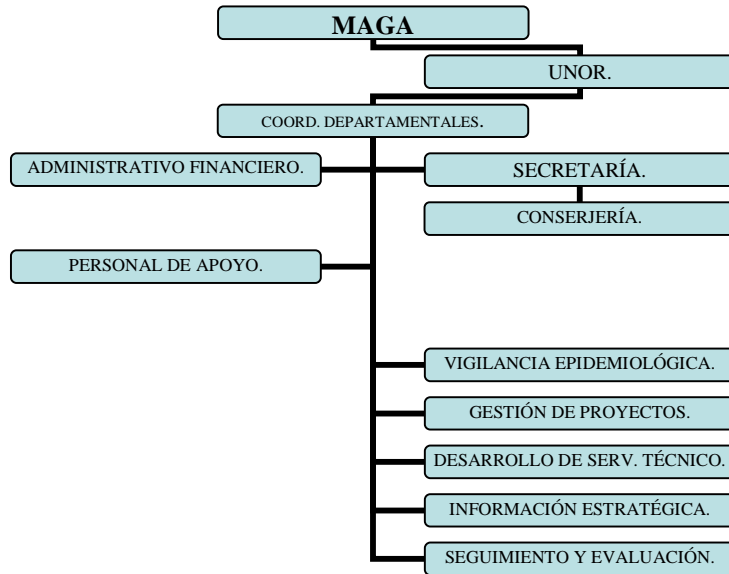 MAGA
UNOR.
COORD. DEPARTAMENTALES.
ADMINISTRATIVO FINANCIERO.
SECRETARÍA.
CONSERJERÍA.
PERSONAL DE APOYO.
VIGILANCIA EPIDEMIOLÓGICA.
GESTIÓN DE PROYECTOS.
DESARROLLO DE SERV. TÉCNICO.
INFORMACIÓN ESTRATÉGICA.
SEGUIMIENTO Y EVALUACIÓN.